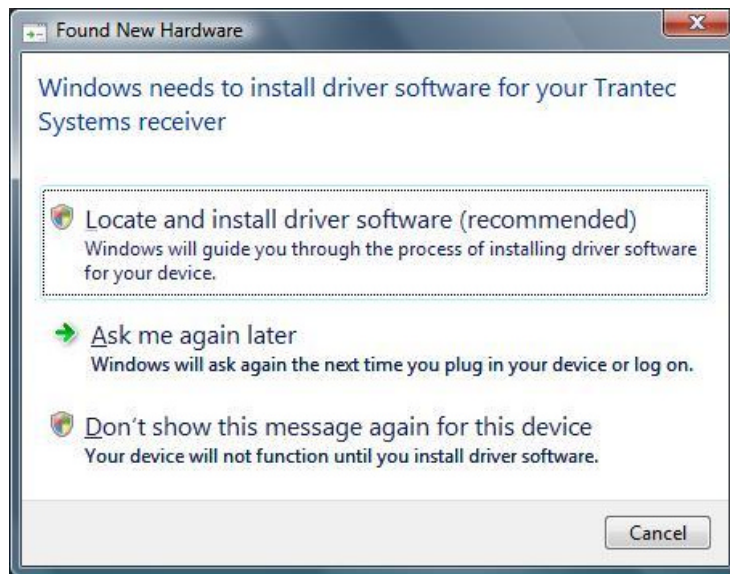 Found New Hardware
Windows needs to install driver software for your Trantec
Systems receiver
Locate and install driver software (recommended)
Windows will guide you through the process of installing driver software
for your device.
Ask me again later
Windows will ask again the next time you plug in your device or log on.
Don't show this message again for this device
Your device will not function until you install driver software.
Cancel